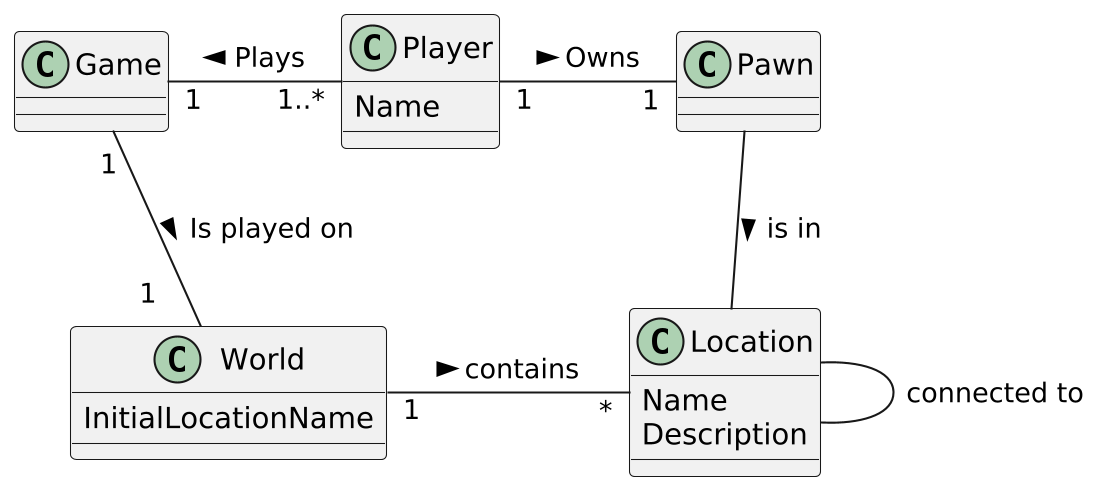 C Game
◄ Plays
1
1..*
C Player
Name
► Owns
1
1
C Pawn
1
Is played on
1
is in
C World
InitialLocationName
► contains
1
*
C Location
Name
Description
connected to